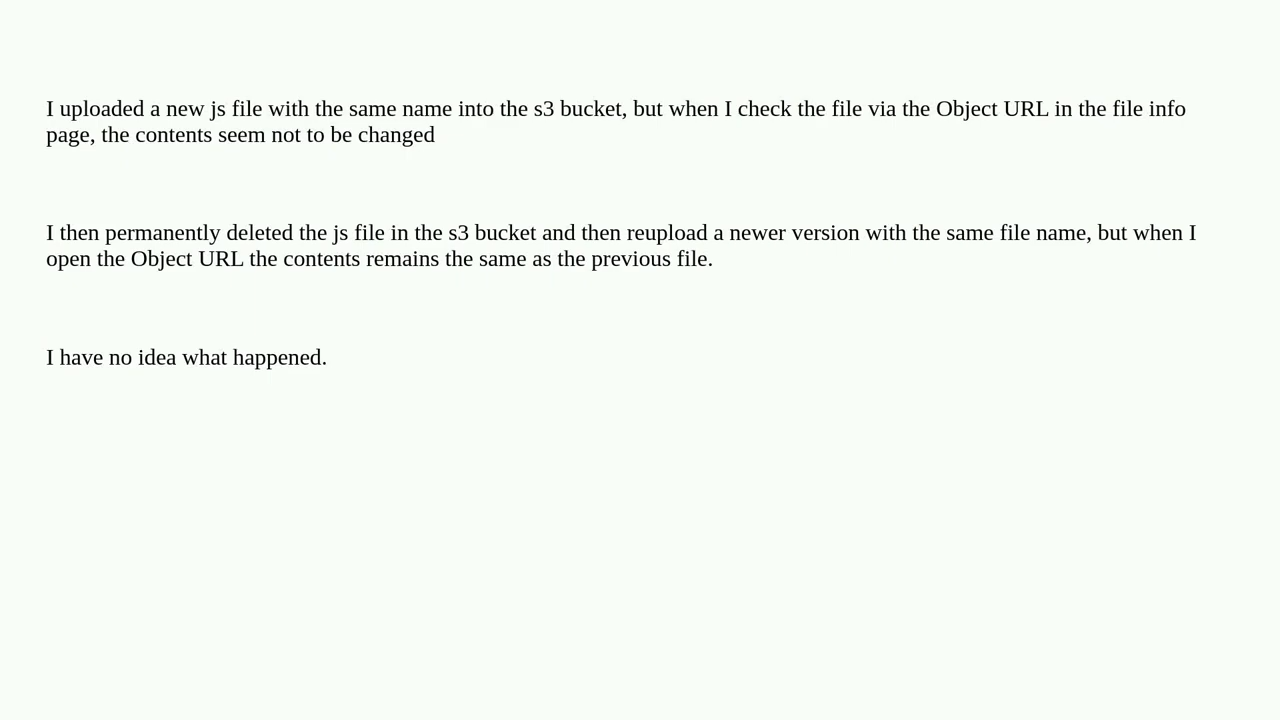 I uploaded a new js file with the same name into the s3 bucket, but when I check the file via the Object URL in the file info
page, the contents seem not to be changed
I then permanently deleted the js file in the s3 bucket and then reupload a newer version with the same file name, but when I
open the Object URL the contents remains the same as the previous file.
I have no idea what happened.